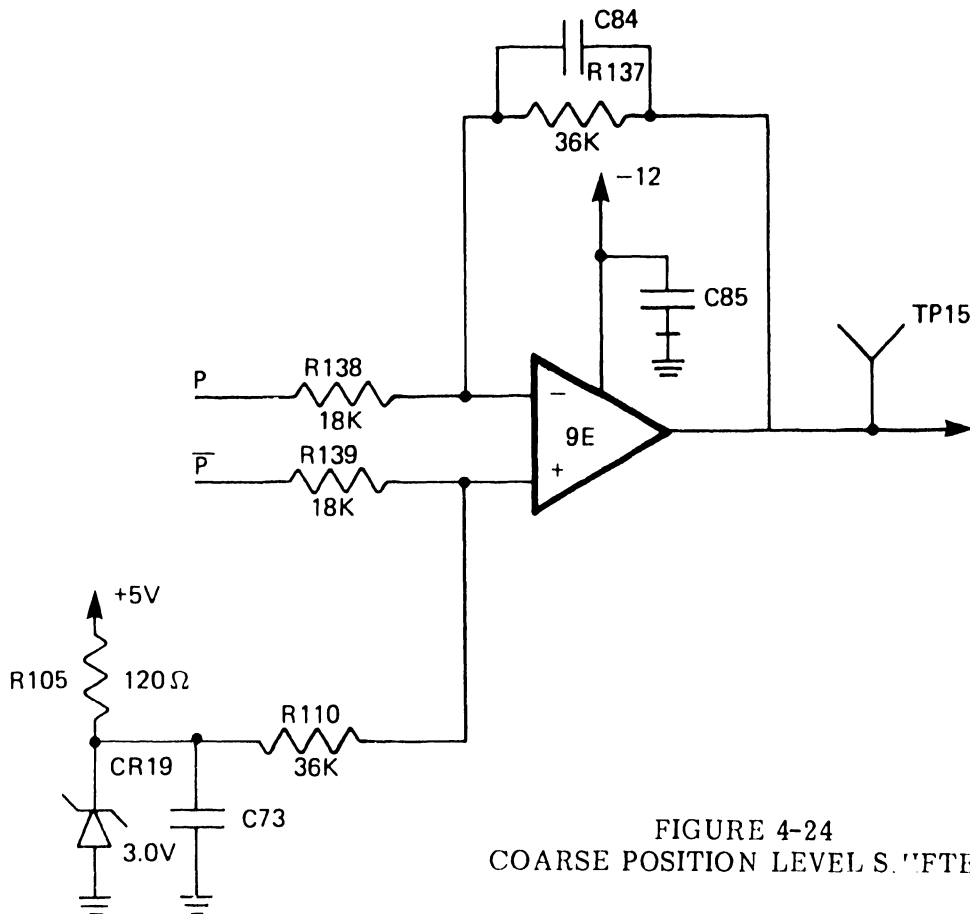 C84
R137
36K
−12
C85
TP15
P
R138
18K
−
9E
+
P̅
R139
18K
+5V
R105
120Ω
R110
36K
CR19
C73
3.0V
FIGURE 4-24
COARSE POSITION LEVEL